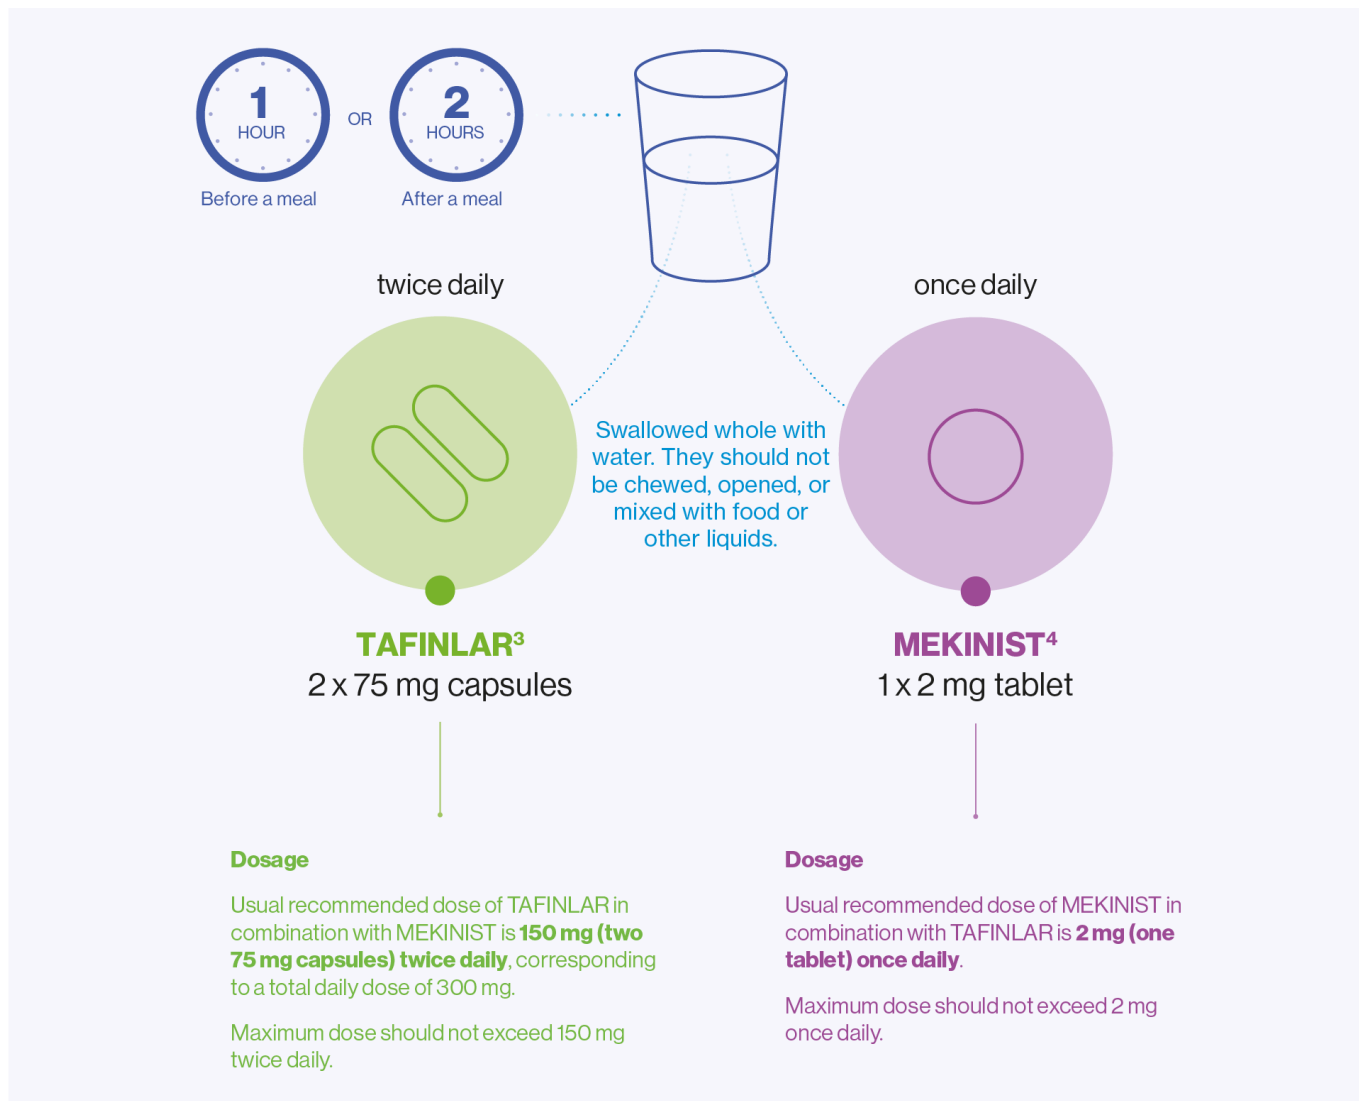 1
HOUR
OR
2
HOURS
Before a meal
After a meal
twice daily
once daily
Swallowed whole with
water. They should not
be chewed, opened, or
mixed with food or
other liquids.
TAFINLAR³
2 x 75 mg capsules
MEKINIST⁴
1 x 2 mg tablet
Dosage
Usual recommended dose of TAFINLAR in
combination with MEKINIST is 150 mg (two
75 mg capsules) twice daily, corresponding
to a total daily dose of 300 mg.
Maximum dose should not exceed 150 mg
twice daily.
Dosage
Usual recommended dose of MEKINIST in
combination with TAFINLAR is 2 mg (one
tablet) once daily.
Maximum dose should not exceed 2 mg
once daily.